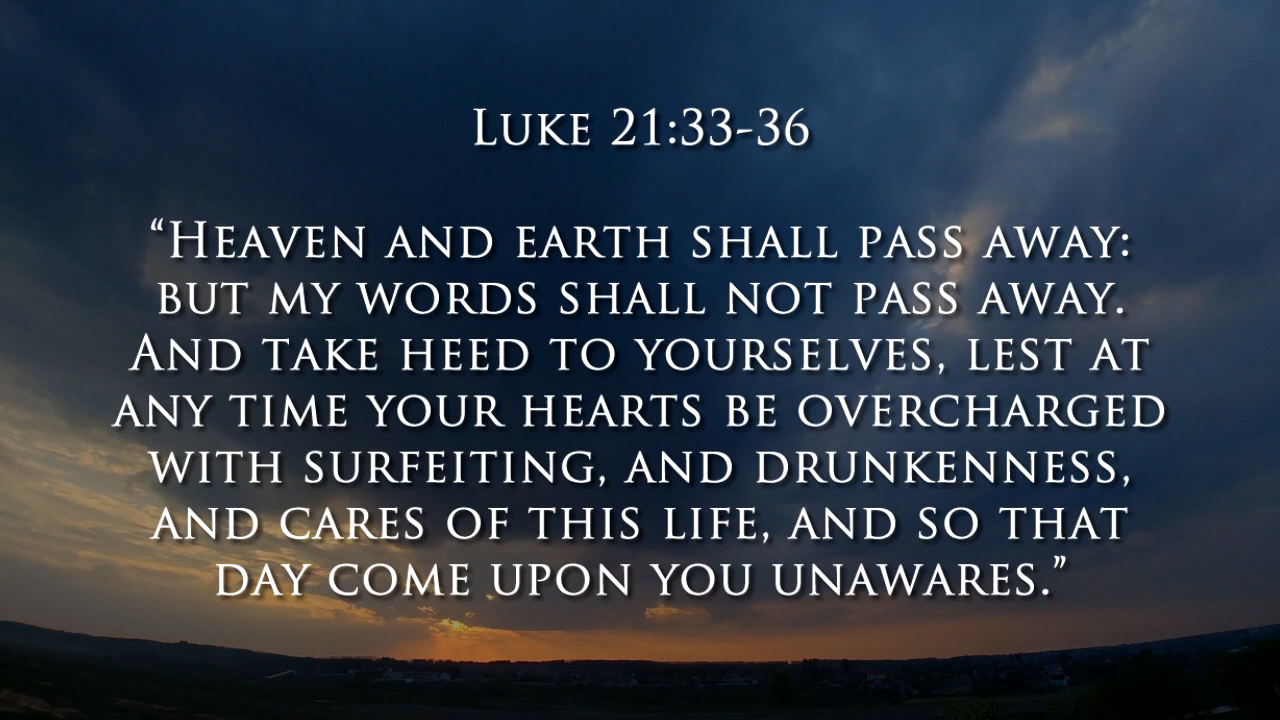 Luke 21:33-36
“Heaven and earth shall pass away:
but my words shall not pass away.
And take heed to yourselves, lest at
any time your hearts be overcharged
with surfeiting, and drunkenness,
and cares of this life, and so that
day come upon you unawares.”